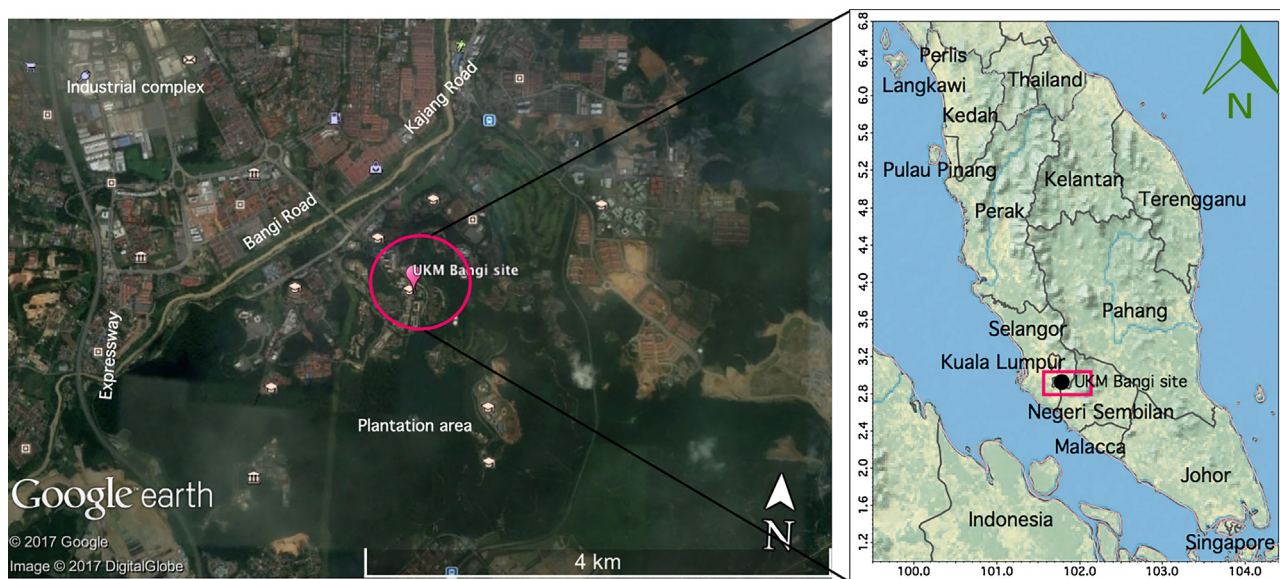 Industrial complex
Kajang Road
Bangi Road
UKM Bangi site
Expressway
Plantation area
Google earth
© 2017 Google
Image © 2017 DigitalGlobe
N
4 km
6.8
6.4
6.0
5.6
5.2
4.8
4.4
4.0
3.6
3.2
2.8
2.4
2.0
1.6
1.2
Perlis
Langkawi
Thailand
Kedah
N
Pulau Pinang
Kelantan
Terengganu
Perak
Pahang
Selangor
Kuala Lumpur
UKM Bangi site
Negeri Sembilan
Malacca
Johor
Indonesia
Singapore
100.0 101.0 102.0 103.0 104.0